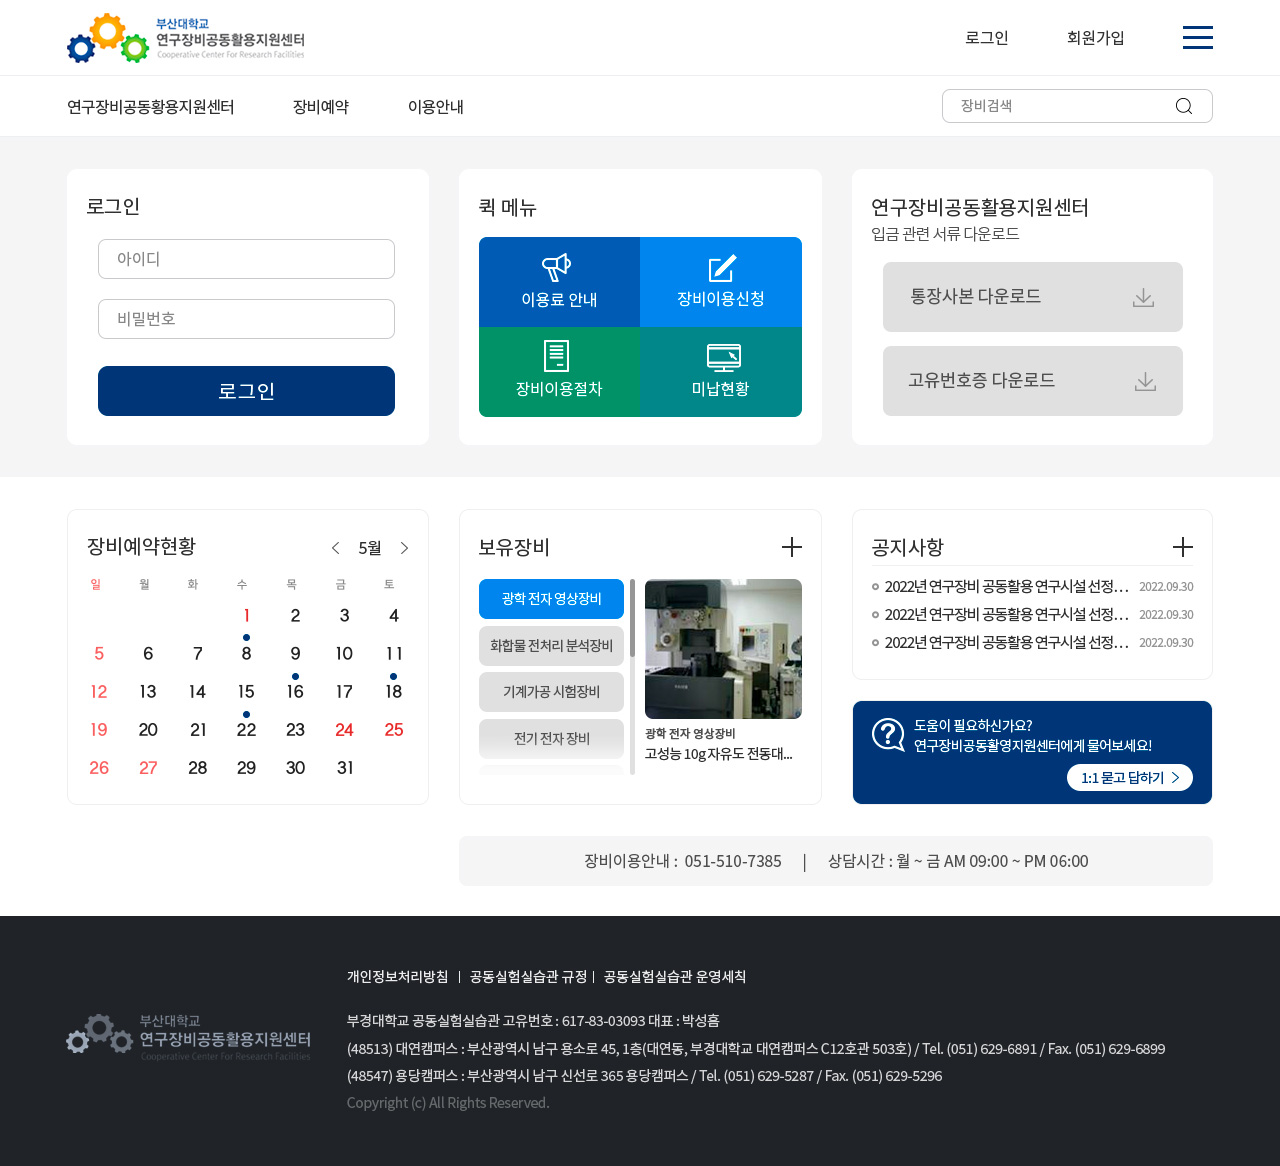 부산대학교
연구장비공동활용지원센터
Cooperative Center For Research Facilities
로그인
회원가입
연구장비공동황용지원센터
장비예약
이용안내
장비검색
로그인
아이디
비밀번호
로그인
퀵 메뉴
이용료 안내
장비이용신청
장비이용절차
미납현황
연구장비공동활용지원센터
입금 관련 서류 다운로드
통장사본 다운로드
고유번호증 다운로드
장비예약현황
5월
일 월 화 수 목 금 토
1 2 3 4
5 6 7 8 9 10 11
12 13 14 15 16 17 18
19 20 21 22 23 24 25
26 27 28 29 30 31
보유장비
광학 전자 영상장비
화합물 전처리 분석장비
기계가공 시험장비
전기 전자 장비
광학 전자 영상장비
고성능 10g자유도 전동대...
공지사항
2022년 연구장비 공동활용 연구시설 선정... 2022.09.30
2022년 연구장비 공동활용 연구시설 선정... 2022.09.30
2022년 연구장비 공동활용 연구시설 선정... 2022.09.30
도움이 필요하신가요?
연구장비공동활영지원센터에게 물어보세요!
1:1 묻고 답하기
장비이용안내 : 051-510-7385 | 상담시간 : 월 ~ 금 AM 09:00 ~ PM 06:00
개인정보처리방침 | 공동실험실습관 규정 | 공동실험실습관 운영세칙
부산대학교
연구장비공동활용지원센터
Cooperative Center For Research Facilities
부경대학교 공동실험실습관 고유번호 : 617-83-03093 대표 : 박성흠
(48513) 대연캠퍼스 : 부산광역시 남구 용소로 45, 1층(대연동, 부경대학교 대연캠퍼스 C12호관 503호) / Tel. (051) 629-6891 / Fax. (051) 629-6899
(48547) 용당캠퍼스 : 부산광역시 남구 신선로 365 용당캠퍼스 / Tel. (051) 629-5287 / Fax. (051) 629-5296
Copyright (c) All Rights Reserved.